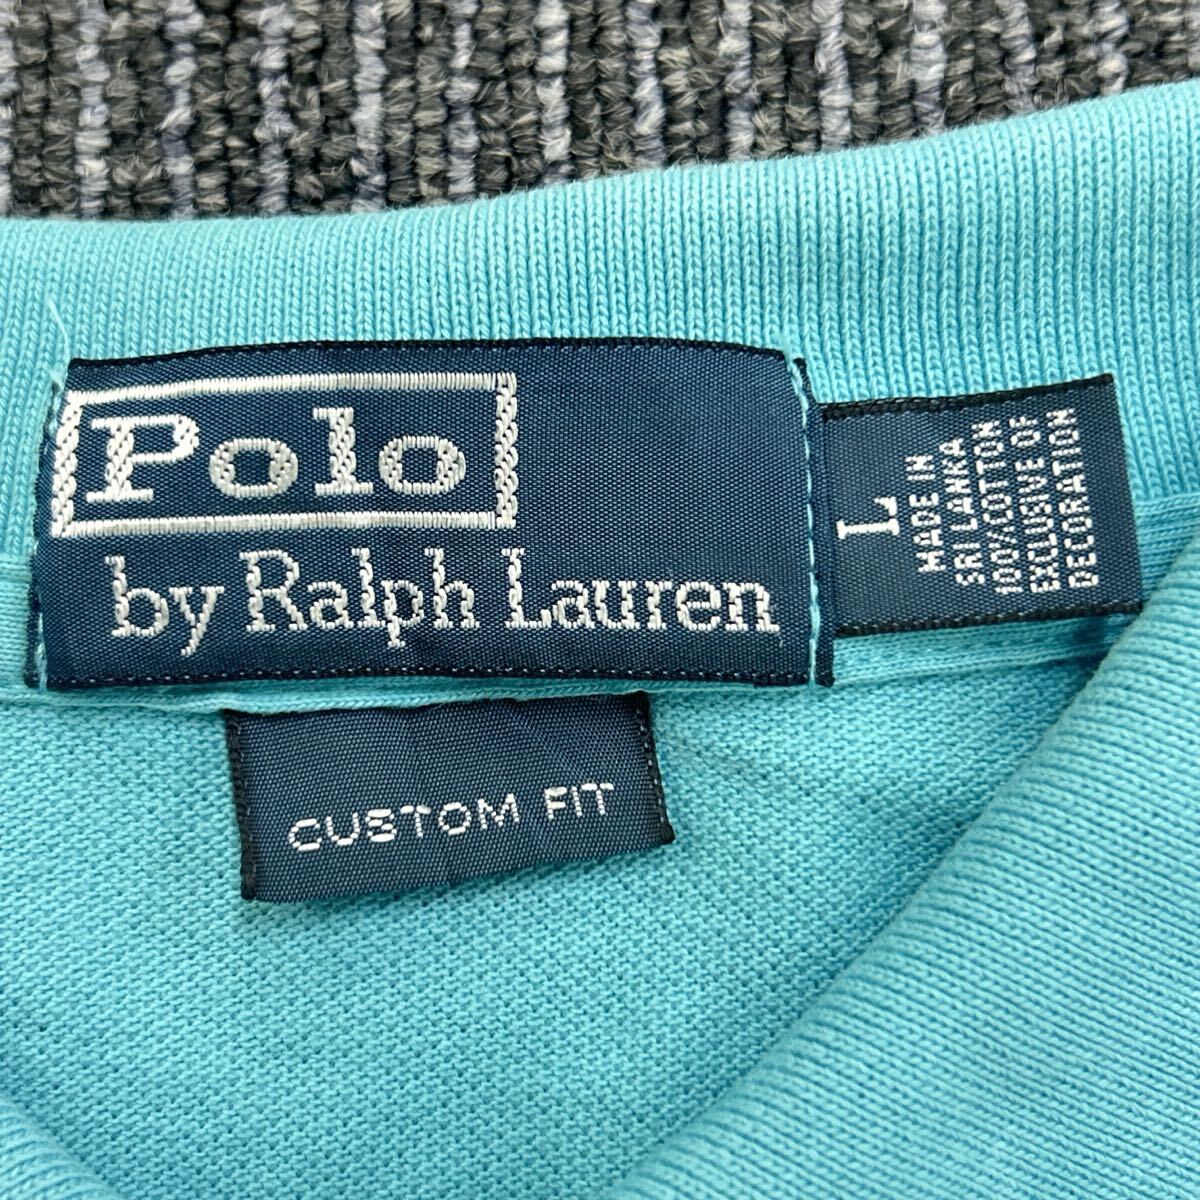 Polo
by Ralph Lauren
L
MADE IN
SRI LANKA
100%COTTON
EXCLUSIVE OF
DECORATION
CUSTOM FIT